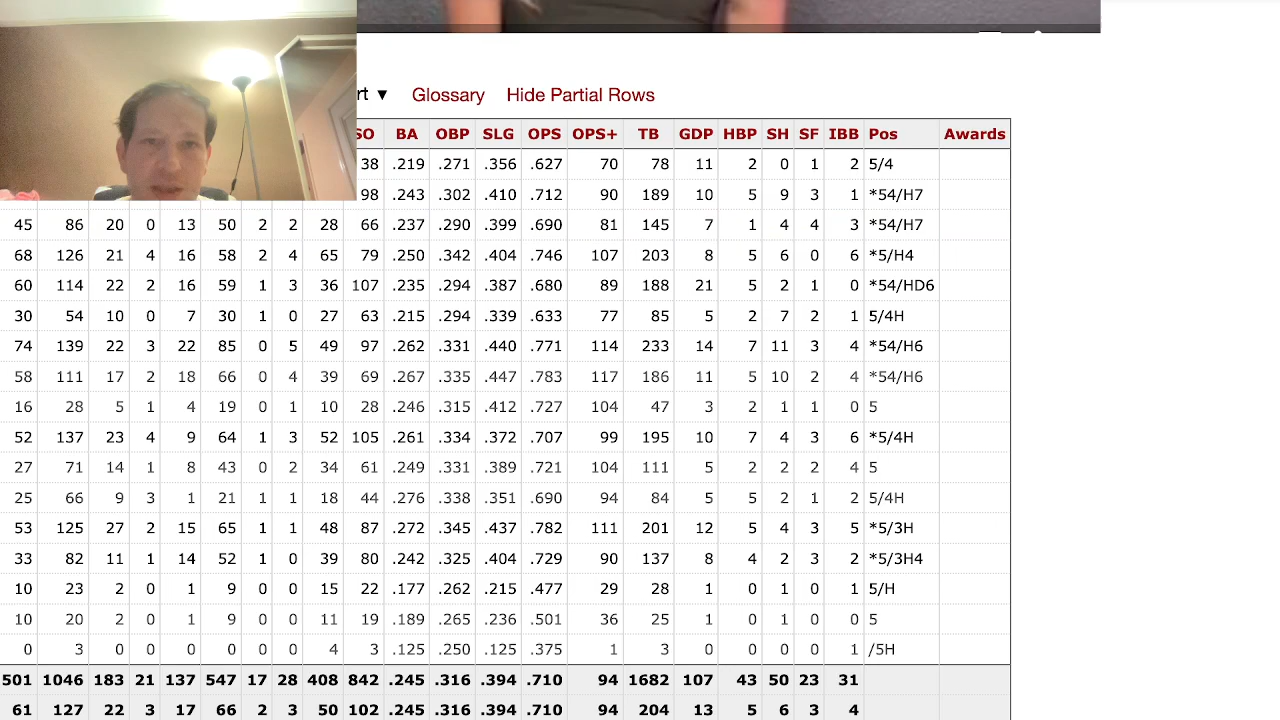 rt ▼ Glossary Hide Partial Rows
SO BA OBP SLG OPS OPS+ TB GDP HBP SH SF IBB Pos Awards
38 .219 .271 .356 .627 70 78 11 2 0 1 2 5/4
98 .243 .302 .410 .712 90 189 10 5 9 3 1 *54/H7
45 86 20 0 13 50 2 2 28 66 .237 .290 .399 .690 81 145 7 1 4 4 3 *54/H7
68 126 21 4 16 58 2 4 65 79 .250 .342 .404 .746 107 203 8 5 6 0 6 *5/H4
60 114 22 2 16 59 1 3 36 107 .235 .294 .387 .680 89 188 21 5 2 1 0 *54/HD6
30 54 10 0 7 30 1 0 27 63 .215 .294 .339 .633 77 85 5 2 7 2 1 5/4H
74 139 22 3 22 85 0 5 49 97 .262 .331 .440 .771 114 233 14 7 11 3 4 *54/H6
58 111 17 2 18 66 0 4 39 69 .267 .335 .447 .783 117 186 11 5 10 2 4 *54/H6
16 28 5 1 4 19 0 1 10 28 .246 .315 .412 .727 104 47 3 2 1 1 0 5
52 137 23 4 9 64 1 3 52 105 .261 .334 .372 .707 99 195 10 7 4 3 6 *5/4H
27 71 14 1 8 43 0 2 34 61 .249 .331 .389 .721 104 111 5 2 2 2 4 5
25 66 9 3 1 21 1 1 18 44 .276 .338 .351 .690 94 84 5 5 2 1 2 5/4H
53 125 27 2 15 65 1 1 48 87 .272 .345 .437 .782 111 201 12 5 4 3 5 *5/3H
33 82 11 1 14 52 1 0 39 80 .242 .325 .404 .729 90 137 8 4 2 3 2 *5/3H4
10 23 2 0 1 9 0 0 15 22 .177 .262 .215 .477 29 28 1 0 1 0 1 5/H
10 20 2 0 1 9 0 0 11 19 .189 .265 .236 .501 36 25 1 0 1 0 0 5
0 3 0 0 0 0 0 0 4 3 .125 .250 .125 .375 1 3 0 0 0 0 1 /5H
501 1046 183 21 137 547 17 28 408 842 .245 .316 .394 .710 94 1682 107 43 50 23 31
61 127 22 3 17 66 2 3 50 102 .245 .316 .394 .710 94 204 13 5 6 3 4